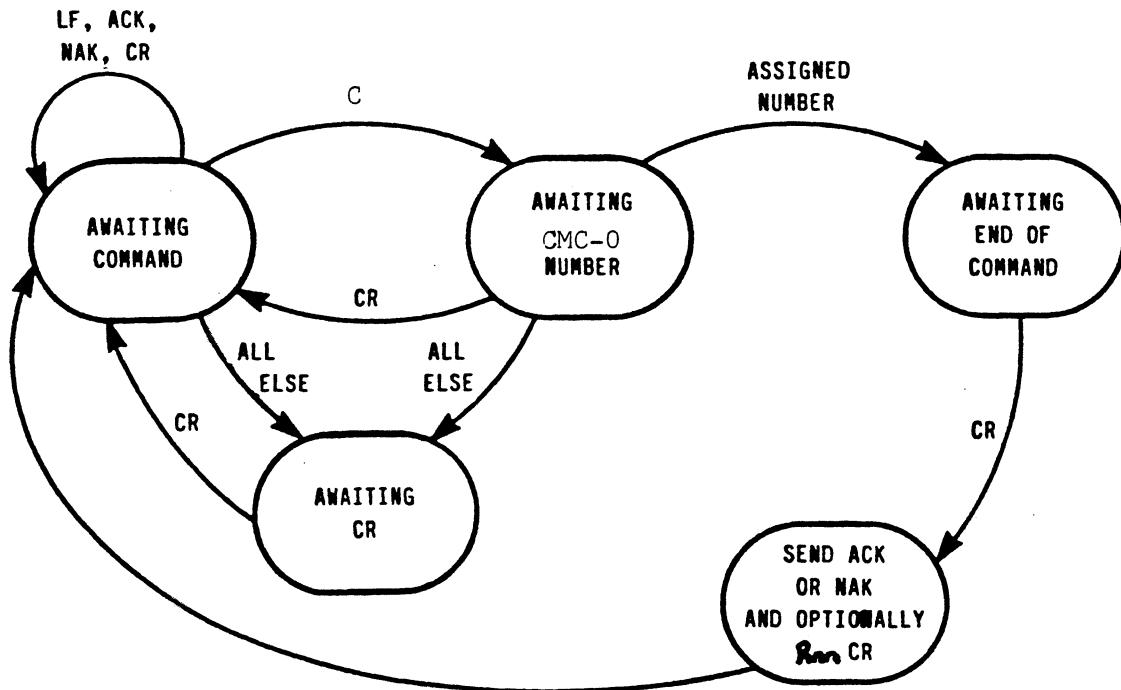 LF, ACK,
NAK, CR
C
ASSIGNED
NUMBER
AWAITING
COMMAND
AWAITING
CMC-O
NUMBER
AWAITING
END OF
COMMAND
CR
ALL
ELSE
ALL
ELSE
CR
CR
AWAITING
CR
SEND ACK
OR NAK
AND OPTIONALLY
CR